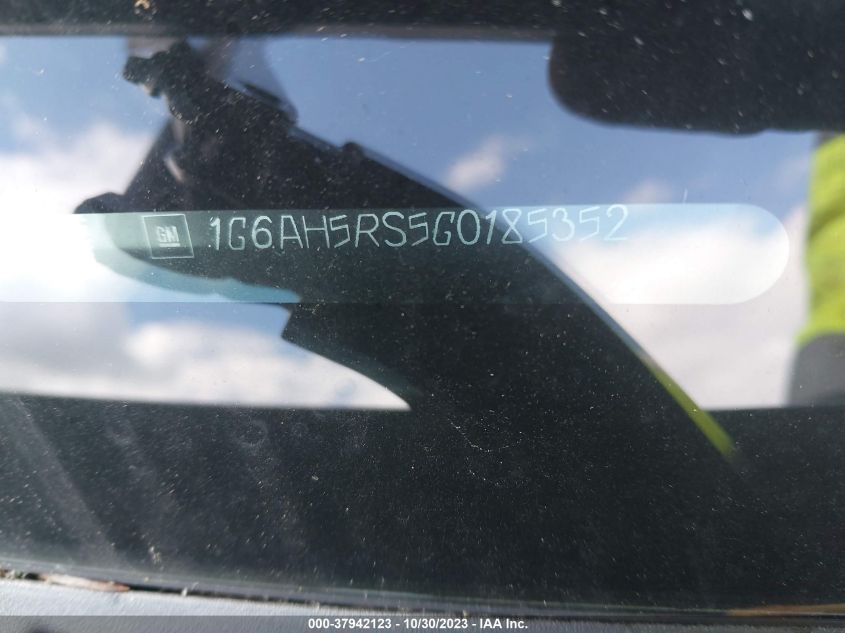 GM 1G6AH5RS5G0185352
000-37942123 - 10/30/2023 - IAA Inc.